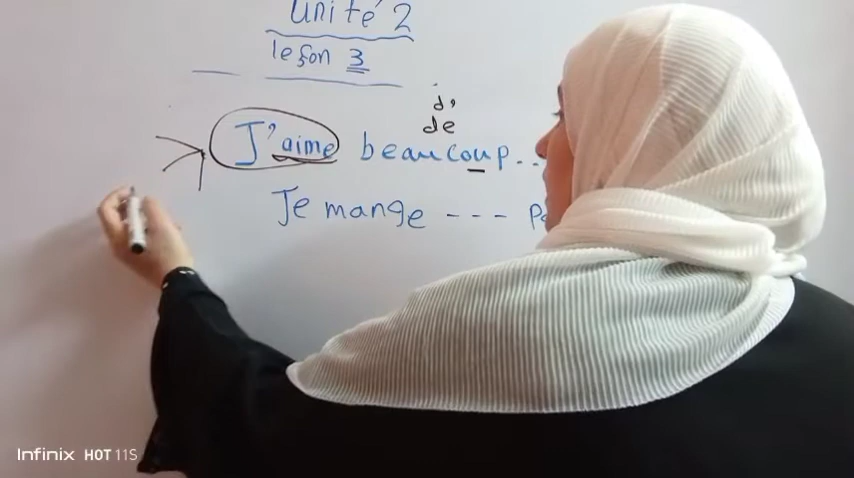 Unité 2
leçon 3
d'
de
J'aime beaucoup...
Je mange ---
Infinix HOT 11S